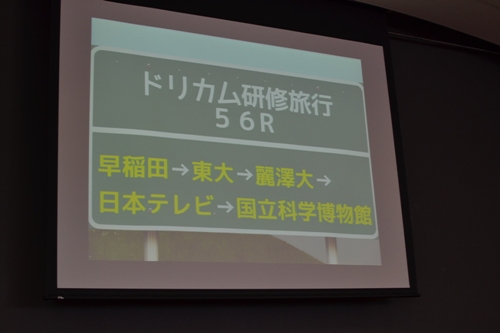 ドリカム研修旅行
５６Ｒ
早稲田→東大→麗澤大→
日本テレビ→国立科学博物館